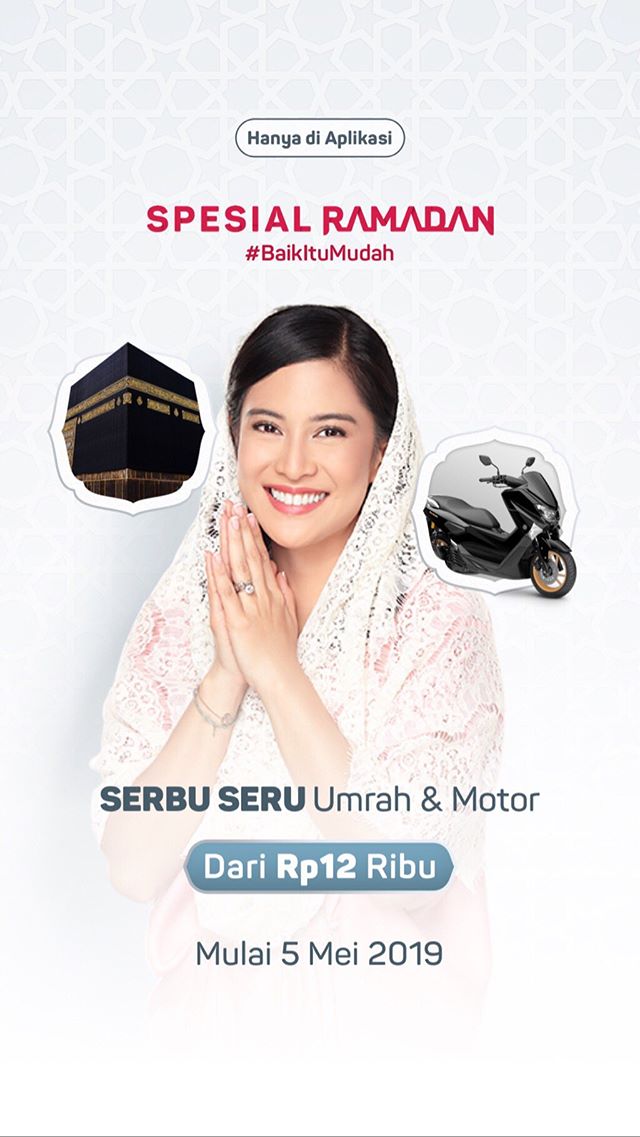 Hanya di Aplikasi
SPESIAL RAMADAN
#BaikItuMudah
SERBU SERU Umrah & Motor
Dari Rp12 Ribu
Mulai 5 Mei 2019